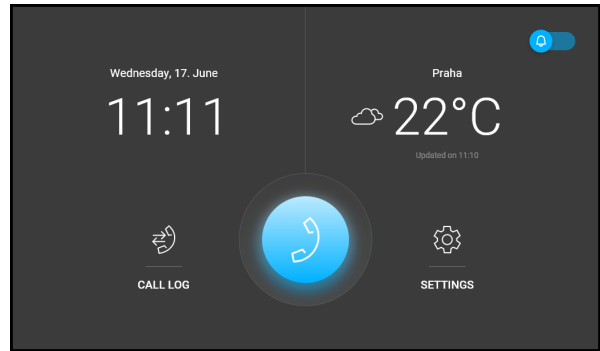 Wednesday, 17. June
11:11
Praha
22°C
Updated on 11:10
CALL LOG
SETTINGS